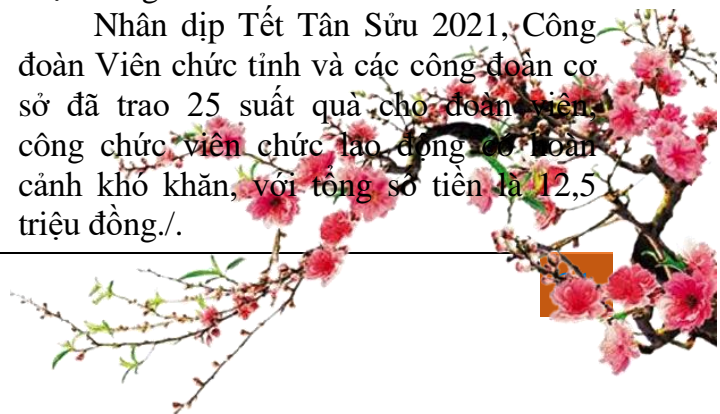 Nhân dịp Tết Tân Sửu 2021, Công
đoàn Viên chức tỉnh và các công đoàn cơ
sở đã trao 25 suất quà cho đoàn viên,
công chức viên chức lao động có hoàn
cảnh khó khăn, với tổng số tiền là 12,5
triệu đồng./.